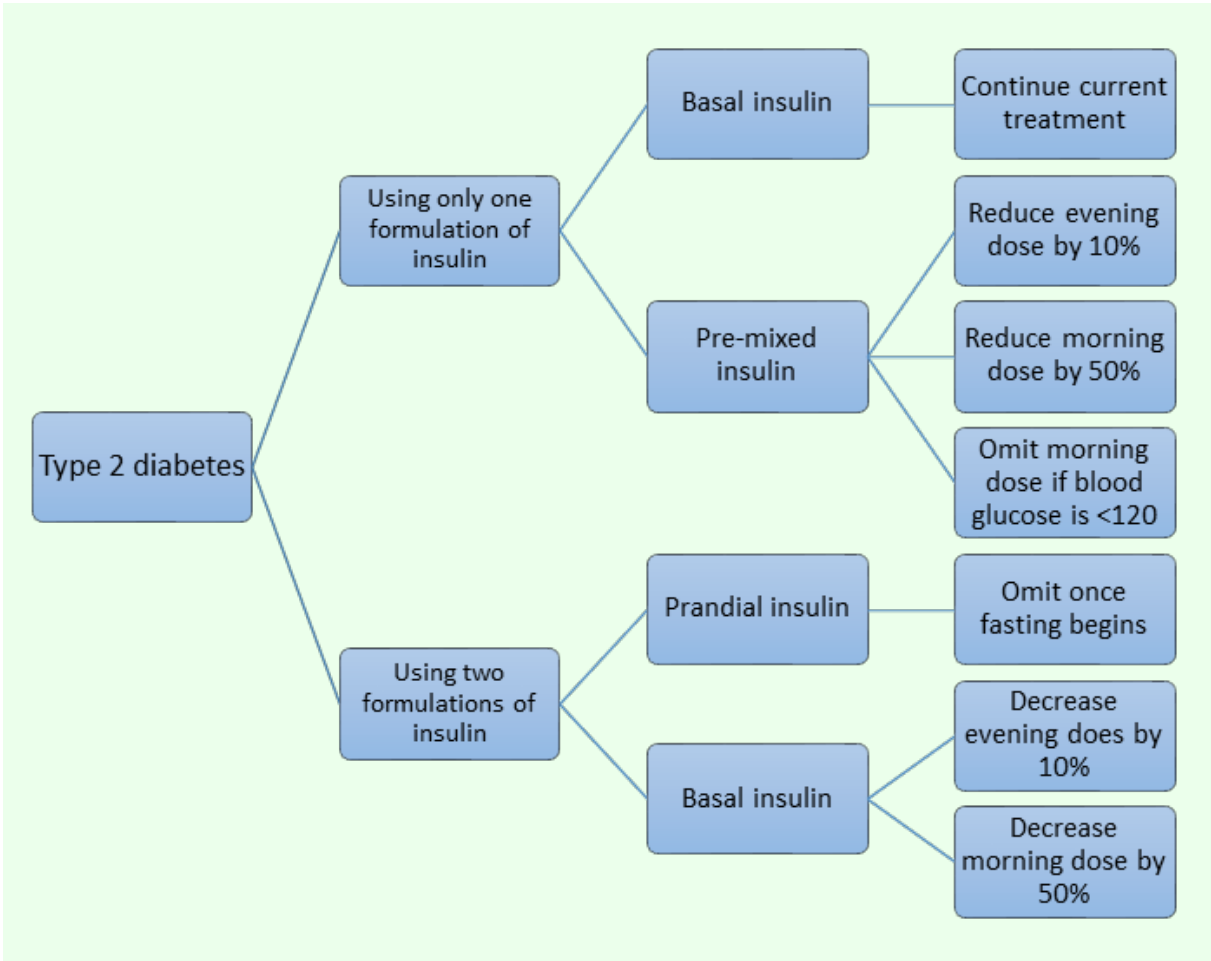 Type 2 diabetes
Using only one
formulation of
insulin
Basal insulin
Continue current
treatment
Pre-mixed
insulin
Reduce evening
dose by 10%
Reduce morning
dose by 50%
Omit morning
dose if blood
glucose is <120
Using two
formulations of
insulin
Prandial insulin
Omit once
fasting begins
Basal insulin
Decrease
evening does by
10%
Decrease
morning dose by
50%